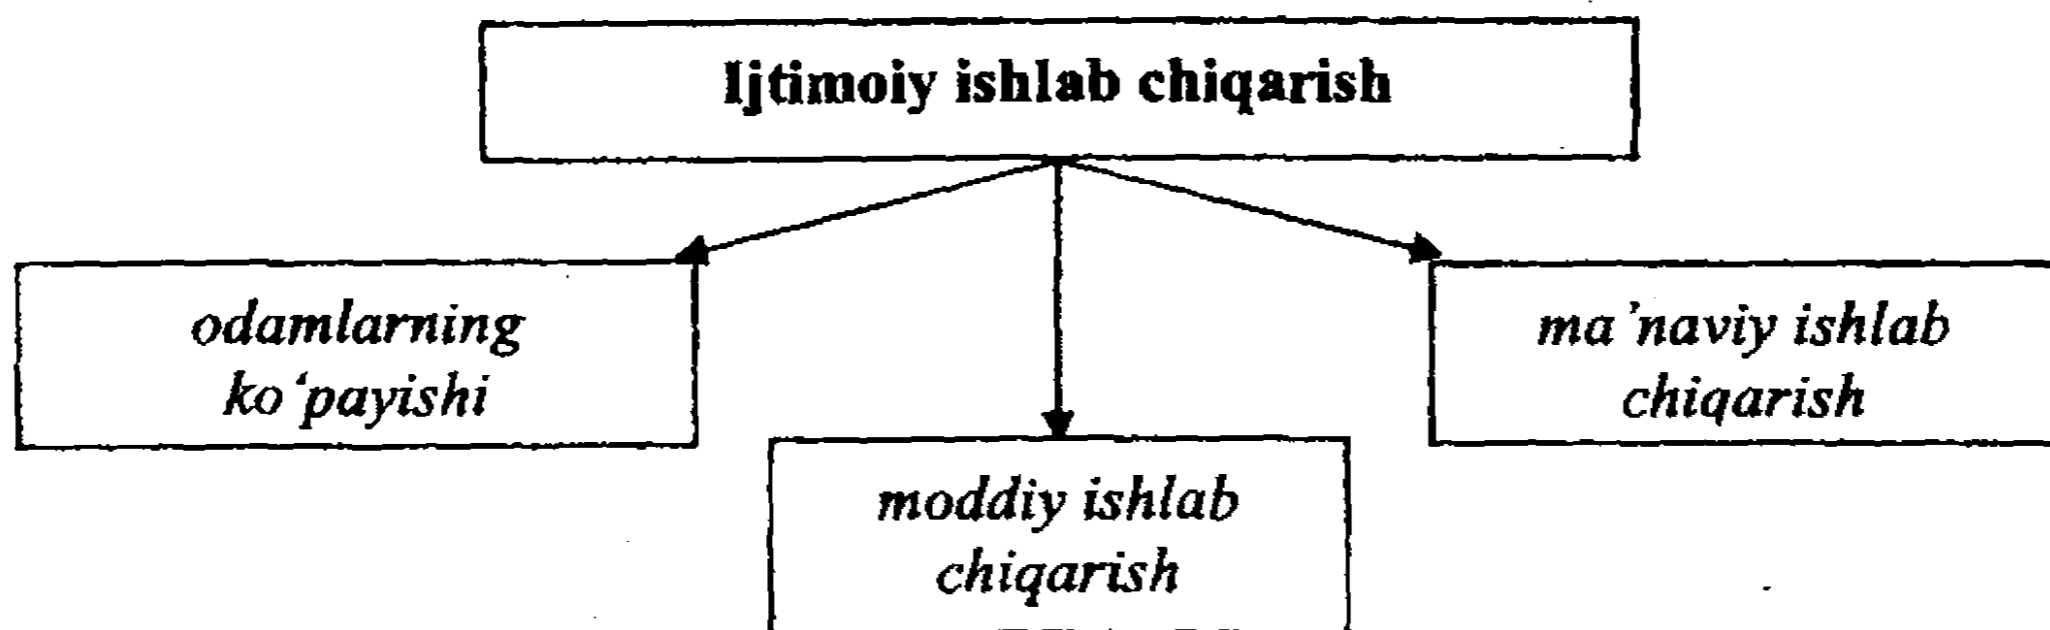 Ijtimoiy ishlab chiqarish
odamlarning
ko‘payishi
ma’naviy ishlab
chiqarish
moddiy ishlab
chiqarish